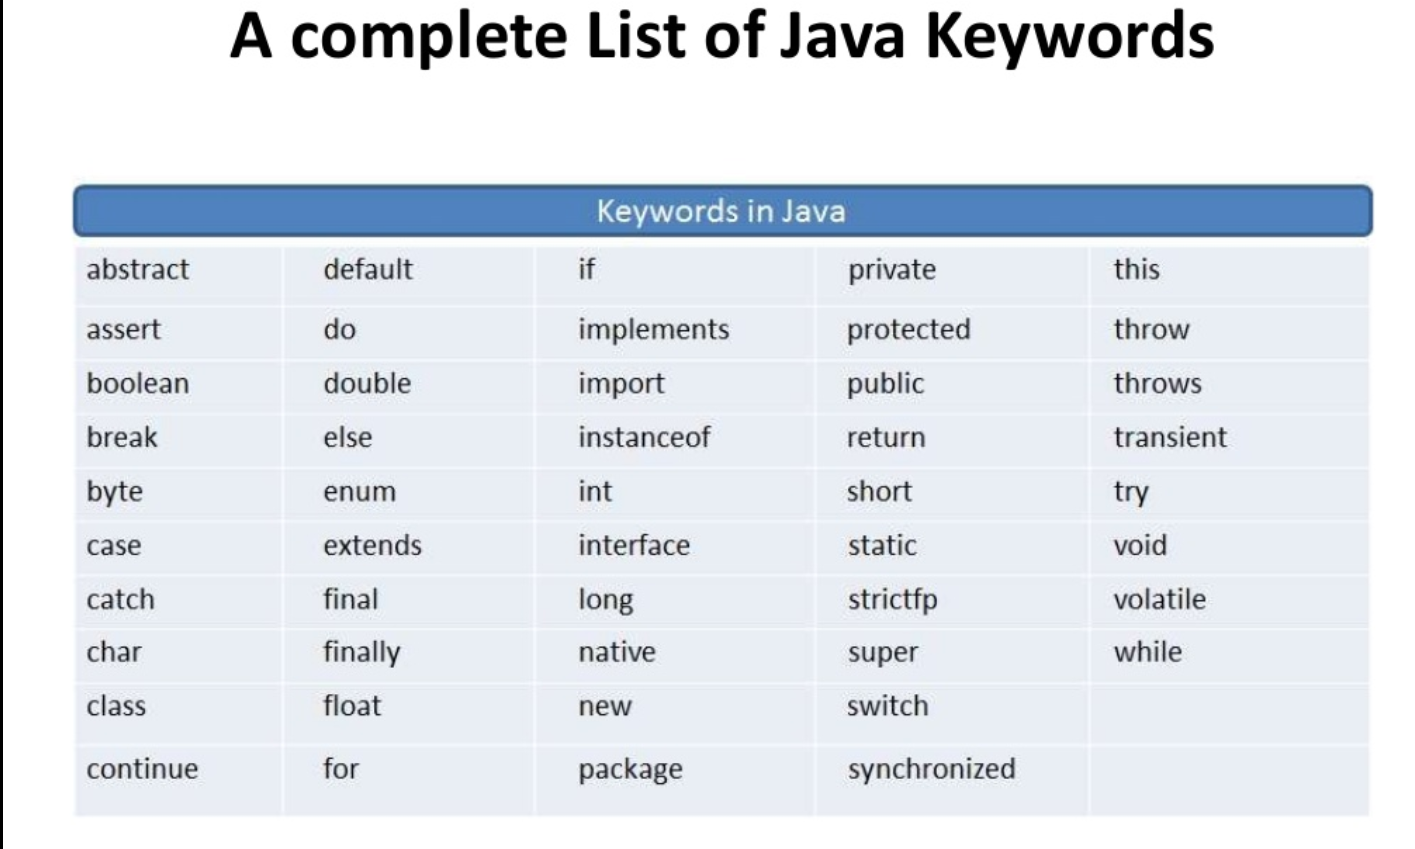 A complete List of Java Keywords
Keywords in Java
abstract default if private this
assert do implements protected throw
boolean double import public throws
break else instanceof return transient
byte enum int short try
case extends interface static void
catch final long strictfp volatile
char finally native super while
class float new switch
continue for package synchronized